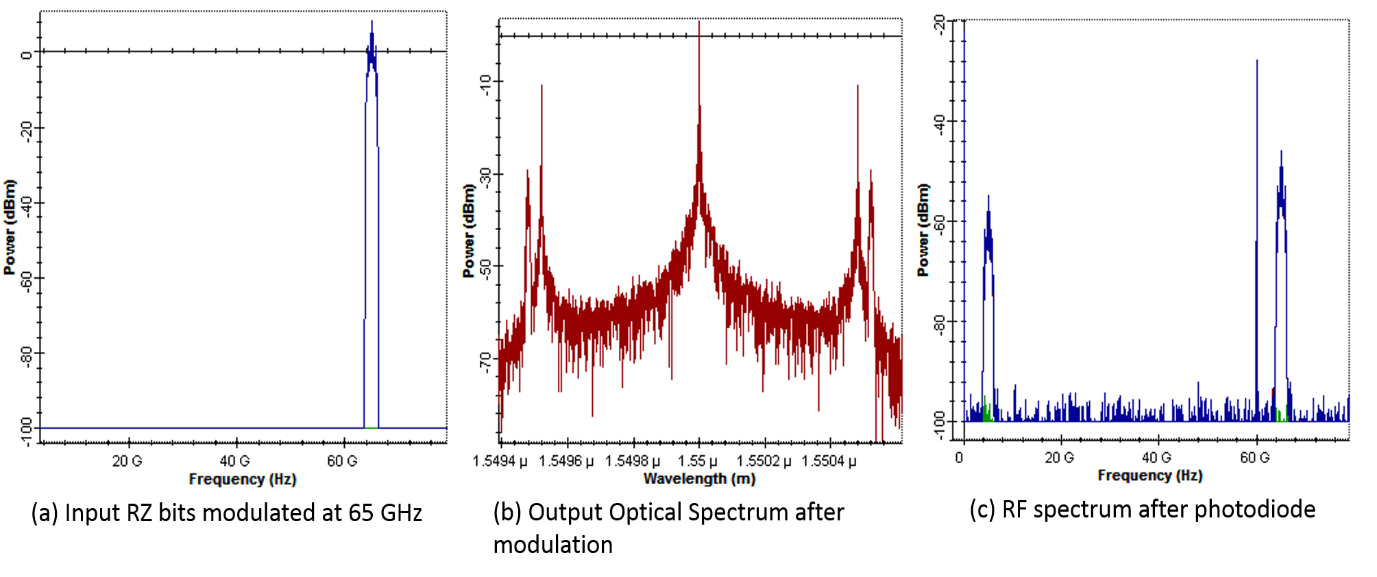 0
-20
-40
-60
-80
-100
Power (dBm)
20 G 40 G 60 G
Frequency (Hz)
(a) Input RZ bits modulated at 65 GHz
-10
-30
-50
-70
Power (dBm)
1.5494 µ 1.5496 µ 1.5498 µ 1.55 µ 1.5502 µ 1.5504 µ
Wavelength (m)
(b) Output Optical Spectrum after
modulation
-20
-40
-60
-80
-100
Power (dBm)
0 20 G 40 G 60 G
Frequency (Hz)
(c) RF spectrum after photodiode